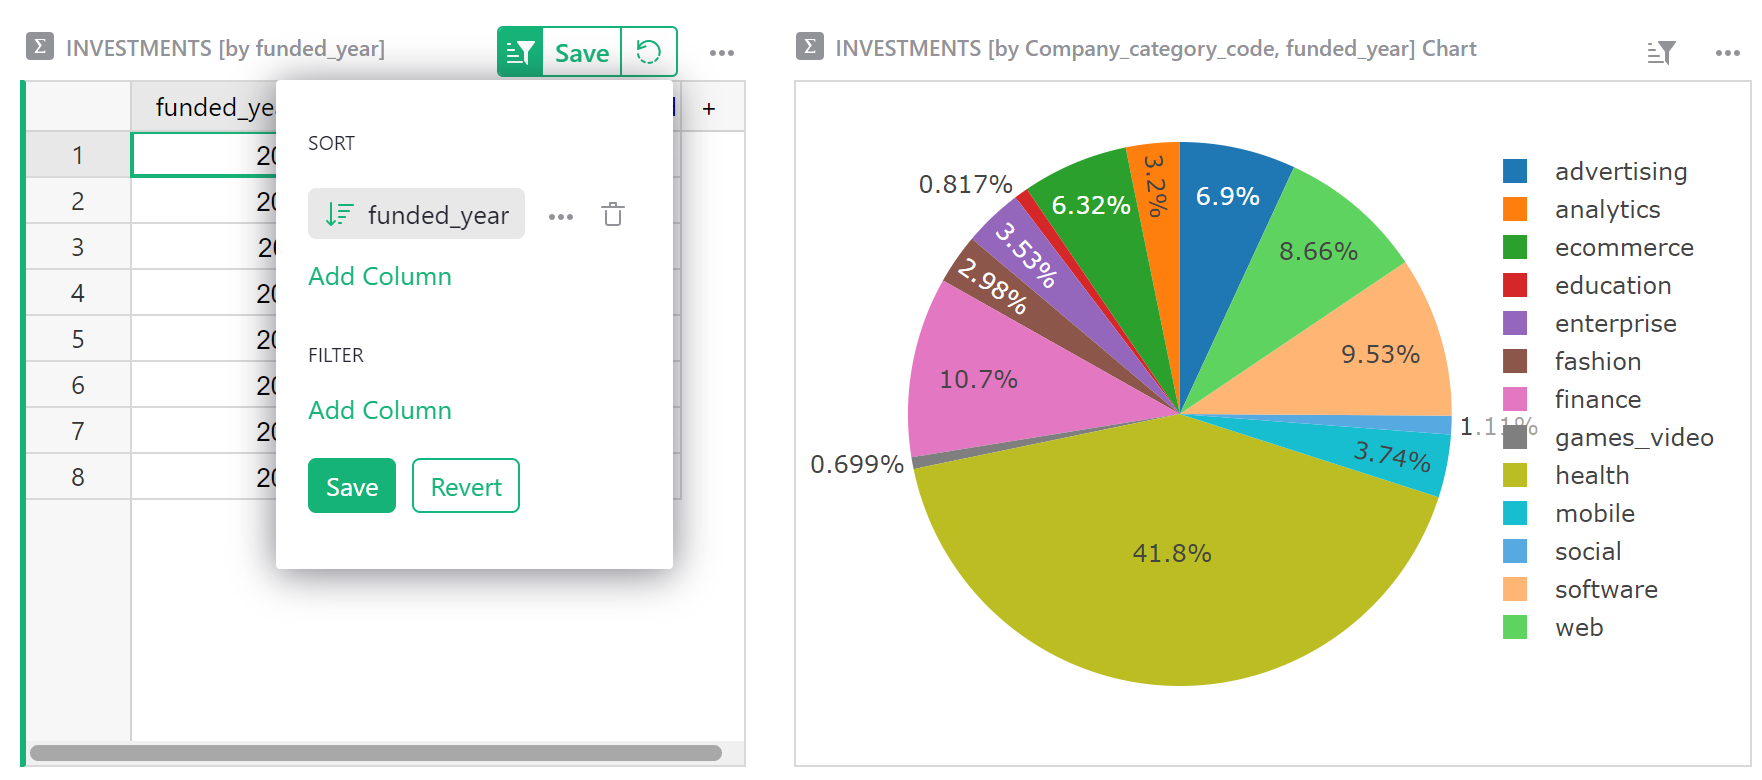 Σ INVESTMENTS [by funded_year]
Save
funded_ye
+
1 20
2 20
3 20
4 20
5 20
6 20
7 20
8 20
SORT
funded_year
Add Column
FILTER
Add Column
Save Revert
Σ INVESTMENTS [by Company_category_code, funded_year] Chart
6.9%
8.66%
9.53%
1.11%
3.74%
41.8%
0.699%
10.7%
2.98%
3.53%
0.817%
6.32%
3.2%
advertising
analytics
ecommerce
education
enterprise
fashion
finance
games_video
health
mobile
social
software
web